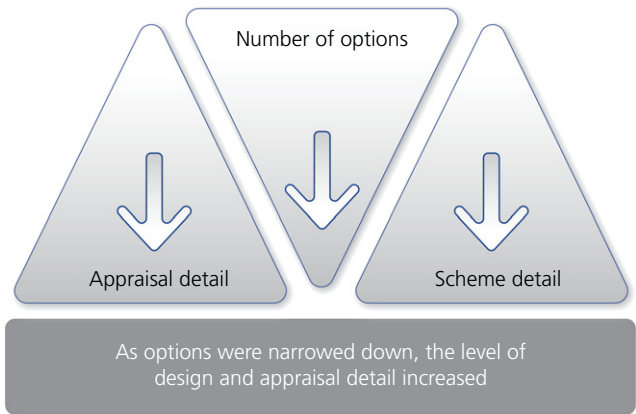 Number of options
Appraisal detail
Scheme detail
As options were narrowed down, the level of
design and appraisal detail increased